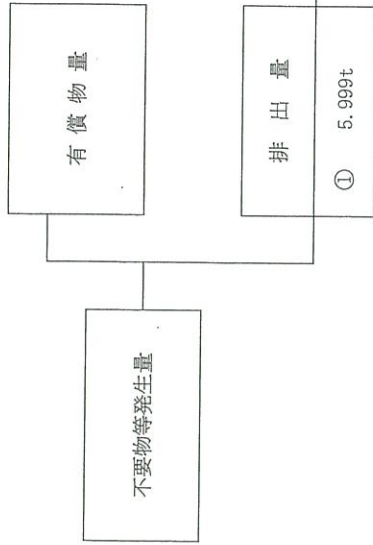 不要物等発生量
有償物量
排出量
① 5.999t